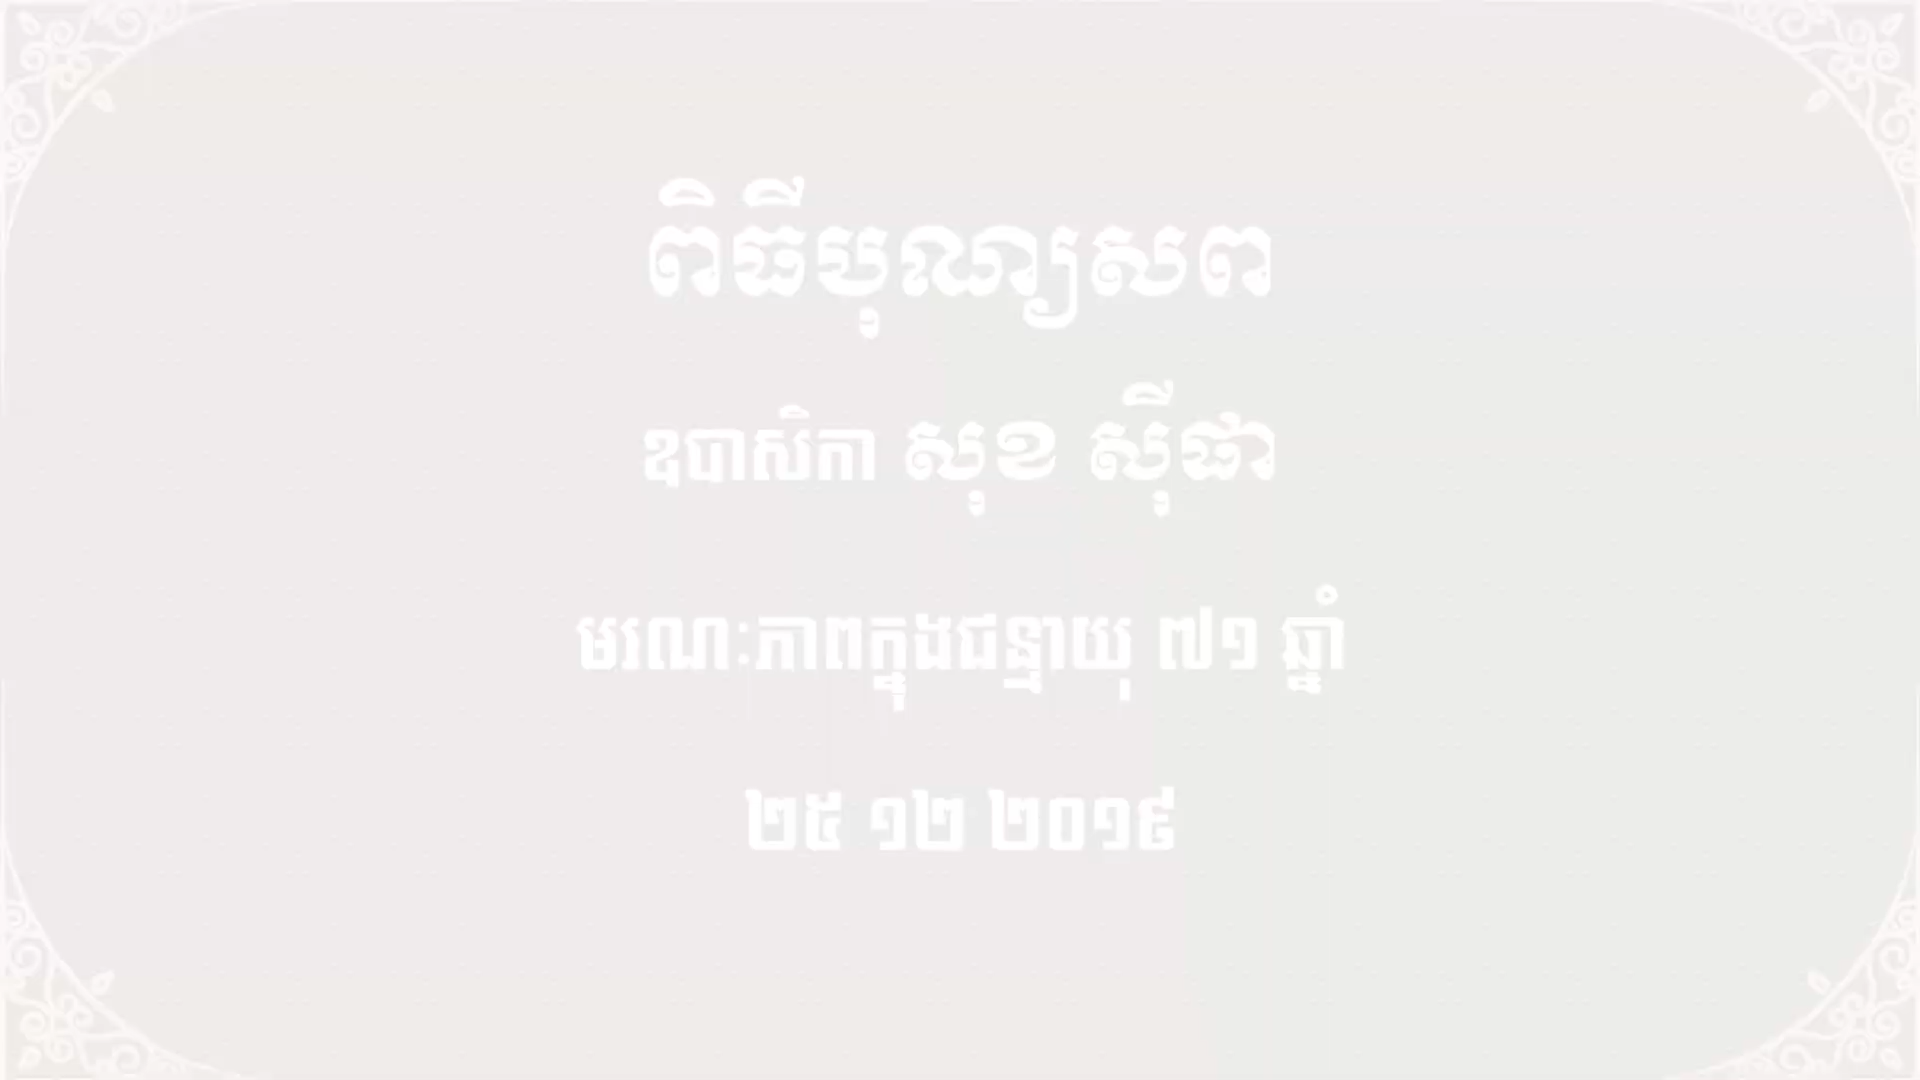 ពិធីបុណ្យសព
ឧបាសិកា សុខ ស៊ីផា
មរណៈភាពក្នុងជន្មាយុ ៧១ ឆ្នាំ
២៥ ១២ ២០១៩